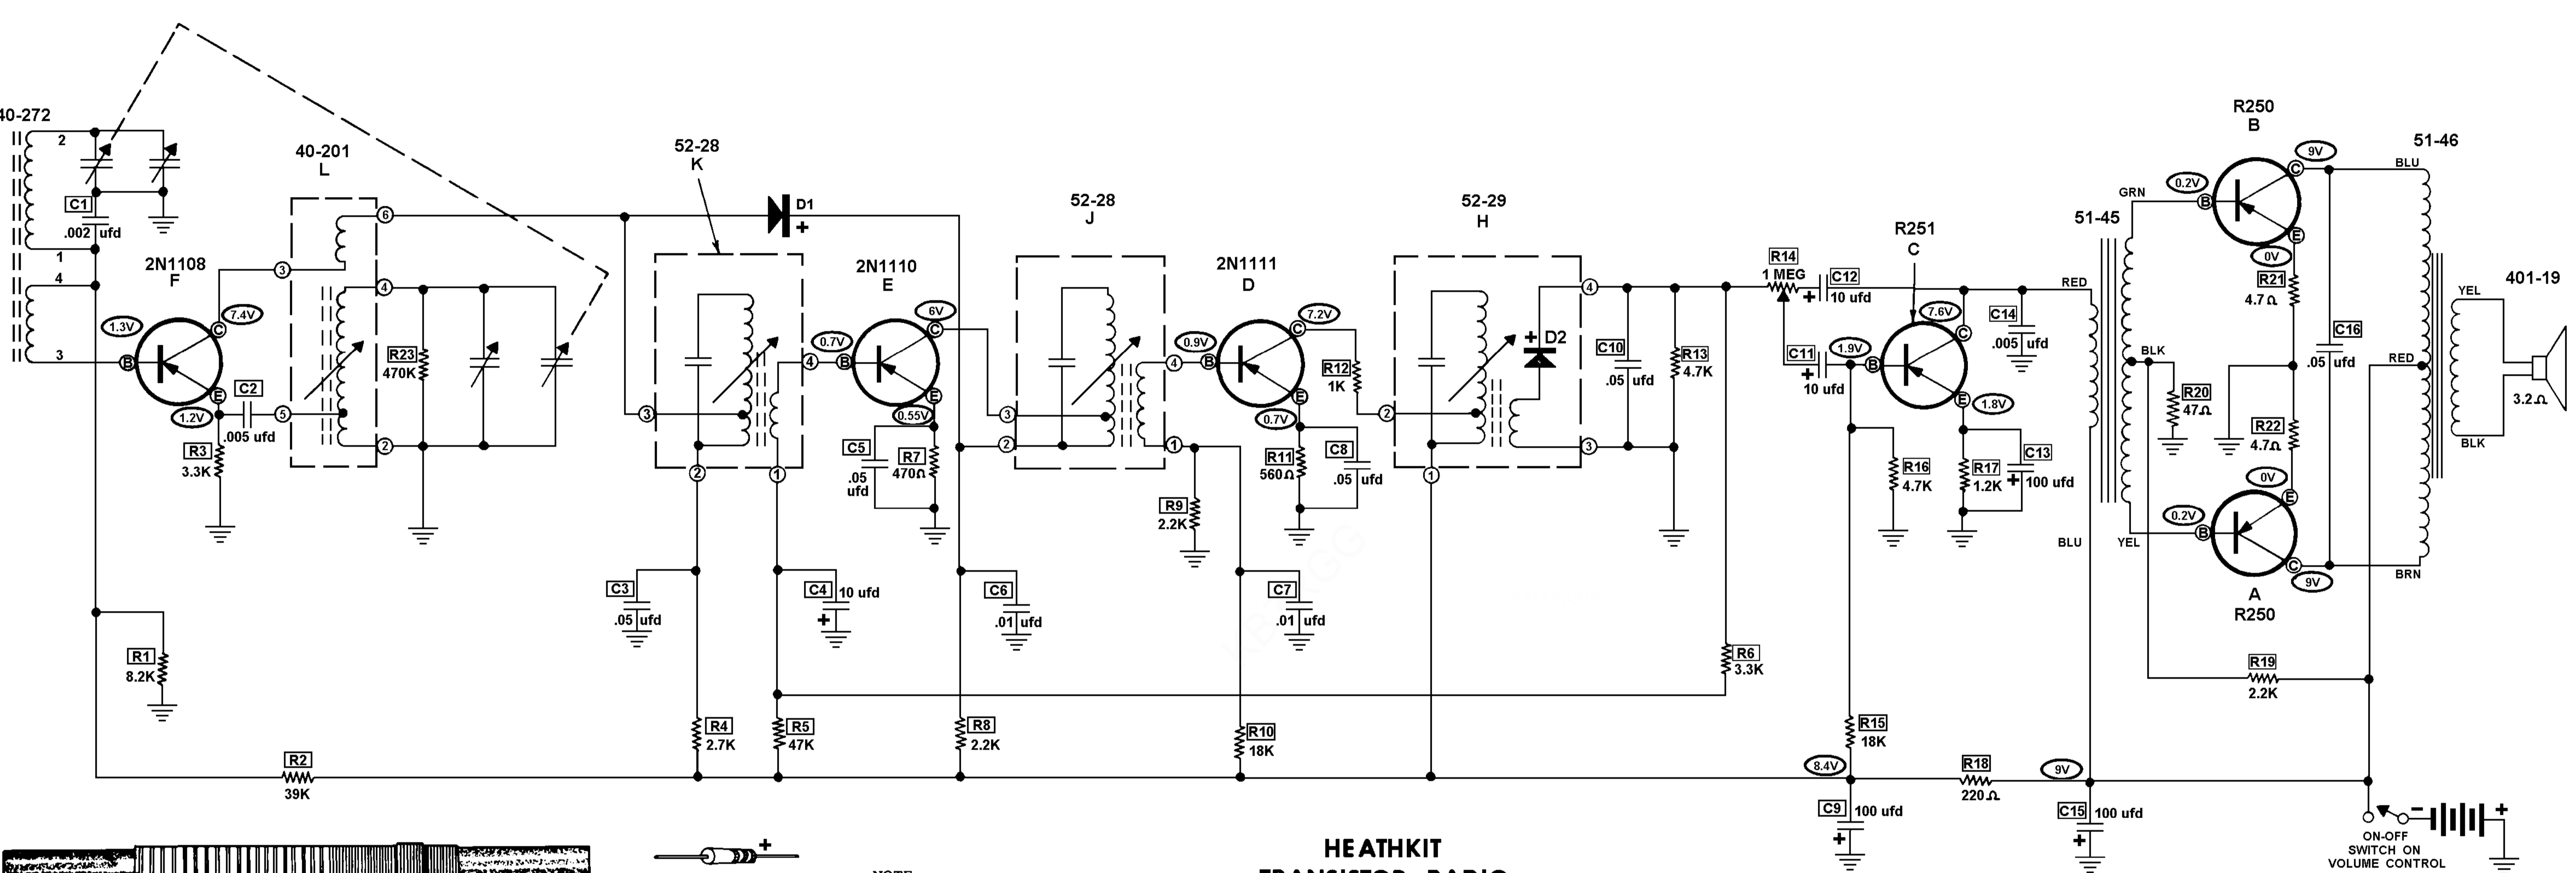 40-272
2
C1
.002 ufd
1
4
3
2N1108
F
1.3V
B
C
7.4V
E
1.2V
C2
.005 ufd
R3
3.3K
R1
8.2K
R2
39K
40-201
L
6
3
4
5
2
R23
470K
52-28
K
D1
+
3
4
2
1
C3
.05 ufd
C4
10 ufd
+
R4
2.7K
R5
47K
2N1110
E
0.7V
B
6V
C
E
0.55V
C5
.05
ufd
R7
470Ω
C6
.01 ufd
R8
2.2K
52-28
J
3
2
4
1
R9
2.2K
C7
.01 ufd
R10
18K
2N1111
D
0.9V
B
C
7.2V
E
0.7V
R12
1K
R11
560Ω
C8
.05 ufd
52-29
H
2
1
+
D2
4
3
C10
.05 ufd
R13
4.7K
R6
3.3K
R14
1 MEG
C12
+
10 ufd
C11
+
10 ufd
R251
C
1.9V
B
7.6V
C
E
1.8V
C14
.005 ufd
R16
4.7K
R17
1.2K
C13
+
100 ufd
R15
18K
8.4V
R18
220Ω
9V
C9
100 ufd
+
C15
100 ufd
+
51-45
RED
BLU
GRN
BLK
YEL
R20
47Ω
R250
B
0.2V
B
C
9V
E
0V
R21
4.7Ω
R22
4.7Ω
0V
E
0.2V
B
C
9V
A
R250
C16
.05 ufd
R19
2.2K
51-46
BLU
RED
BRN
YEL
BLK
401-19
3.2Ω
ON-OFF
SWITCH ON
VOLUME CONTROL
-
+
+
NOTE
HEATHKIT
TRANSISTOR RADIO